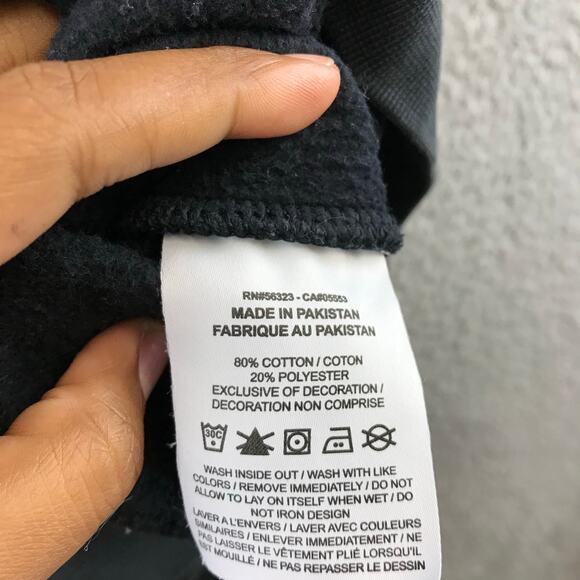 RN#56323 - CA#05553
MADE IN PAKISTAN
FABRIQUE AU PAKISTAN
80% COTTON / COTON
20% POLYESTER
EXCLUSIVE OF DECORATION /
DECORATION NON COMPRISE
30C
WASH INSIDE OUT / WASH WITH LIKE
COLORS / REMOVE IMMEDIATELY / DO NOT
ALLOW TO LAY ON ITSELF WHEN WET / DO
NOT IRON DESIGN
LAVER A L'ENVERS / LAVER AVEC COULEURS
SIMILAIRES / ENLEVER IMMEDIATEMENT / NE
PAS LAISSER LE VÊTEMENT PLIÉ LORSQU'IL
EST MOUILLÉ / NE PAS REPASSER LE DESSIN